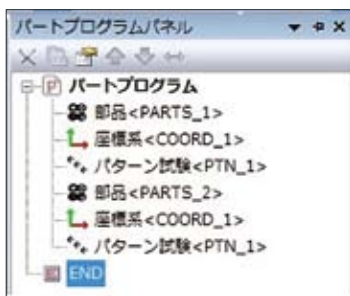 パートプログラムパネル
パートプログラム
部品<PARTS_1>
座標系<COORD_1>
パターン試験<PTN_1>
部品<PARTS_2>
座標系<COORD_1>
パターン試験<PTN_1>
END